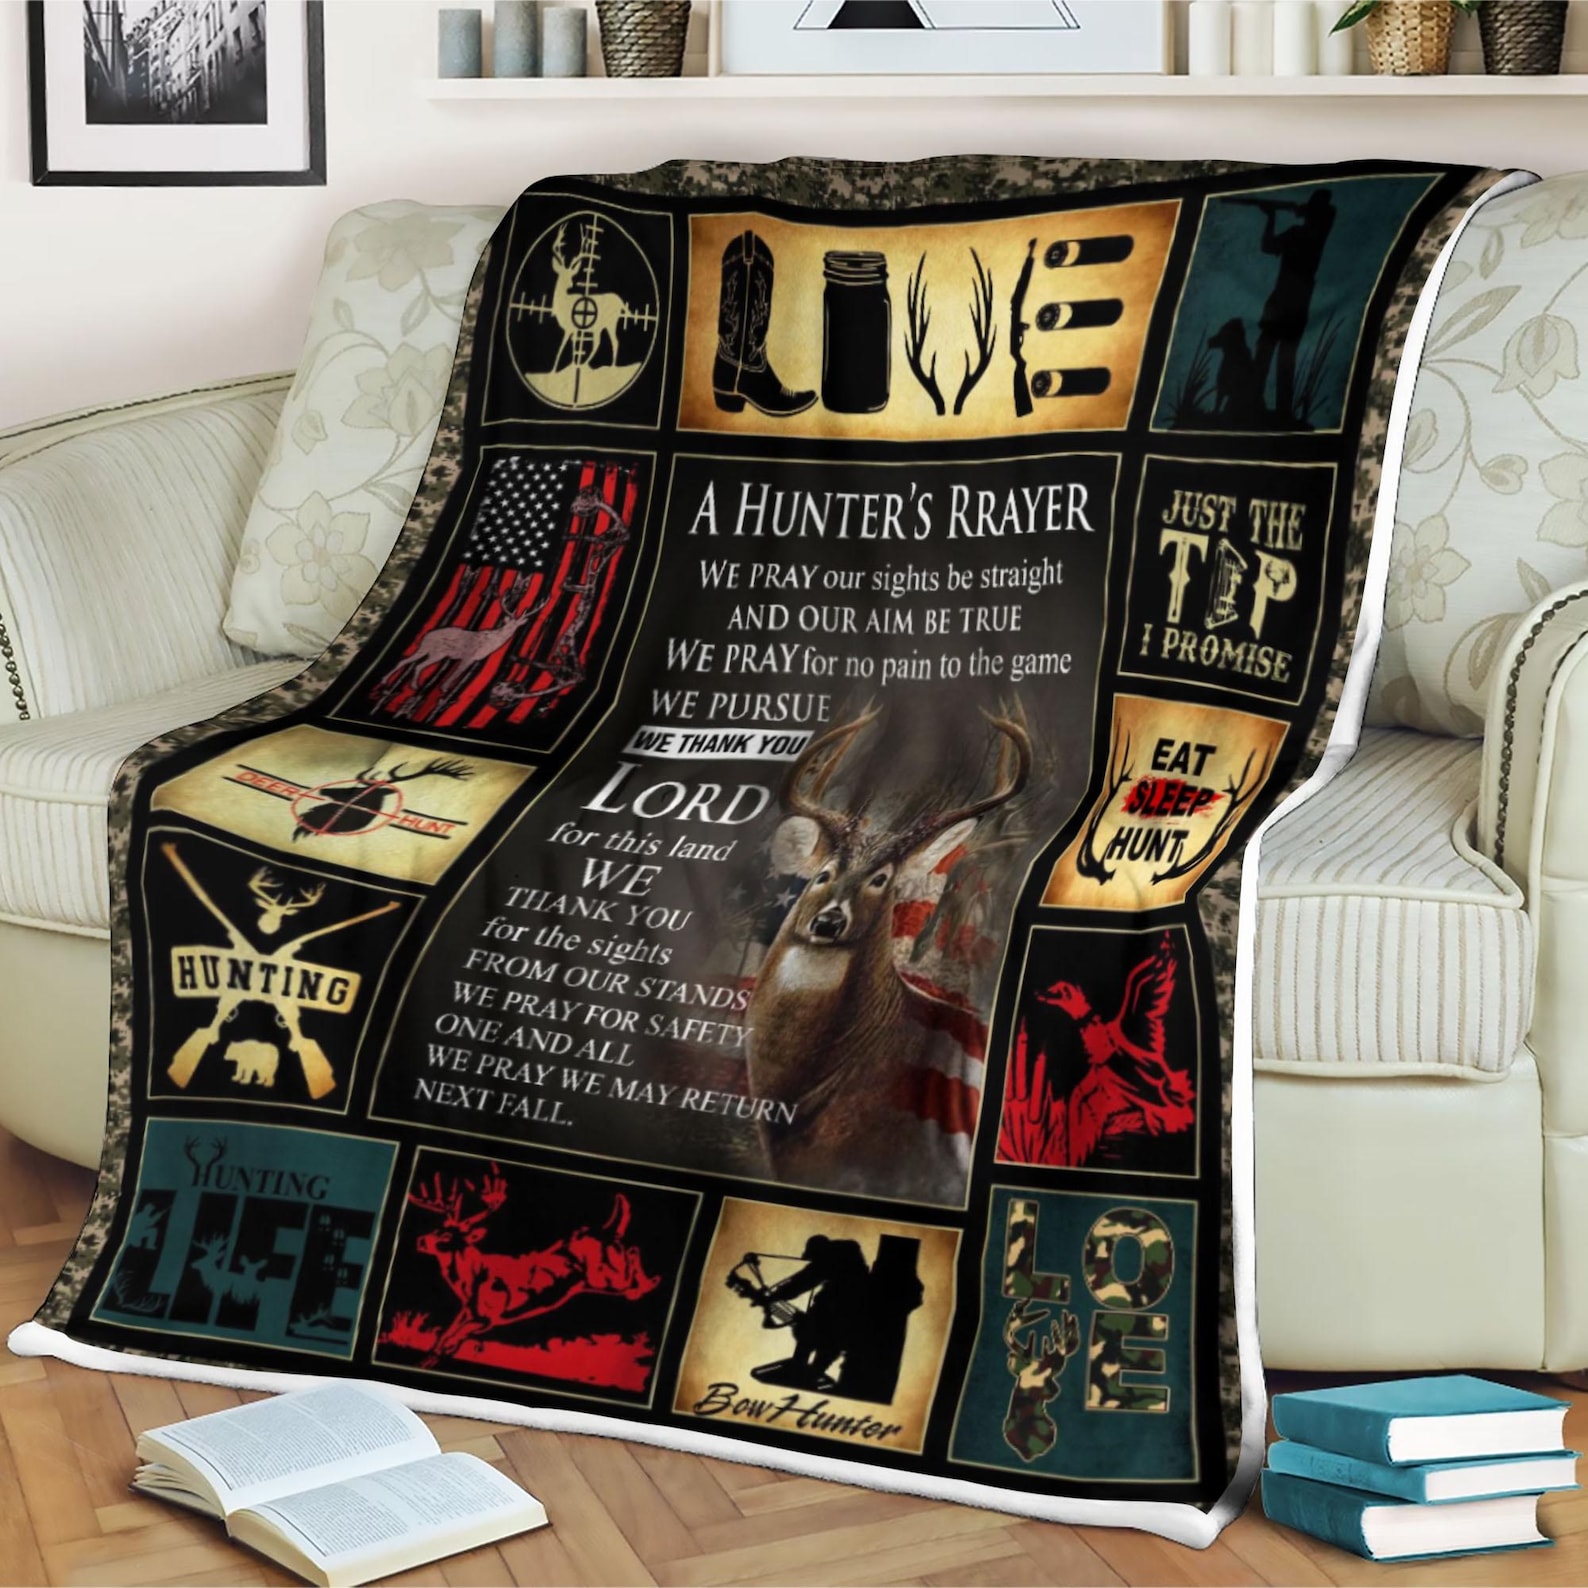 LIVE
A HUNTER'S RRAYER
WE PRAY our sights be straight
AND OUR AIM BE TRUE
WE PRAY for no pain to the game
WE PURSUE
WE THANK YOU
LORD
for this land
WE
THANK YOU
for the sights
FROM OUR STANDS
WE PRAY FOR SAFETY
ONE AND ALL
WE PRAY WE MAY RETURN
NEXT FALL.
JUST THE
TIP
I PROMISE
EAT
SLEEP
HUNT
DEER
HUNT
HUNTING
HUNTING
LIFE
BowHunter
LOVE